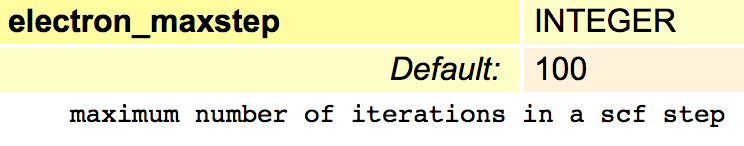 electron_maxstep INTEGER
Default: 100
maximum number of iterations in a scf step